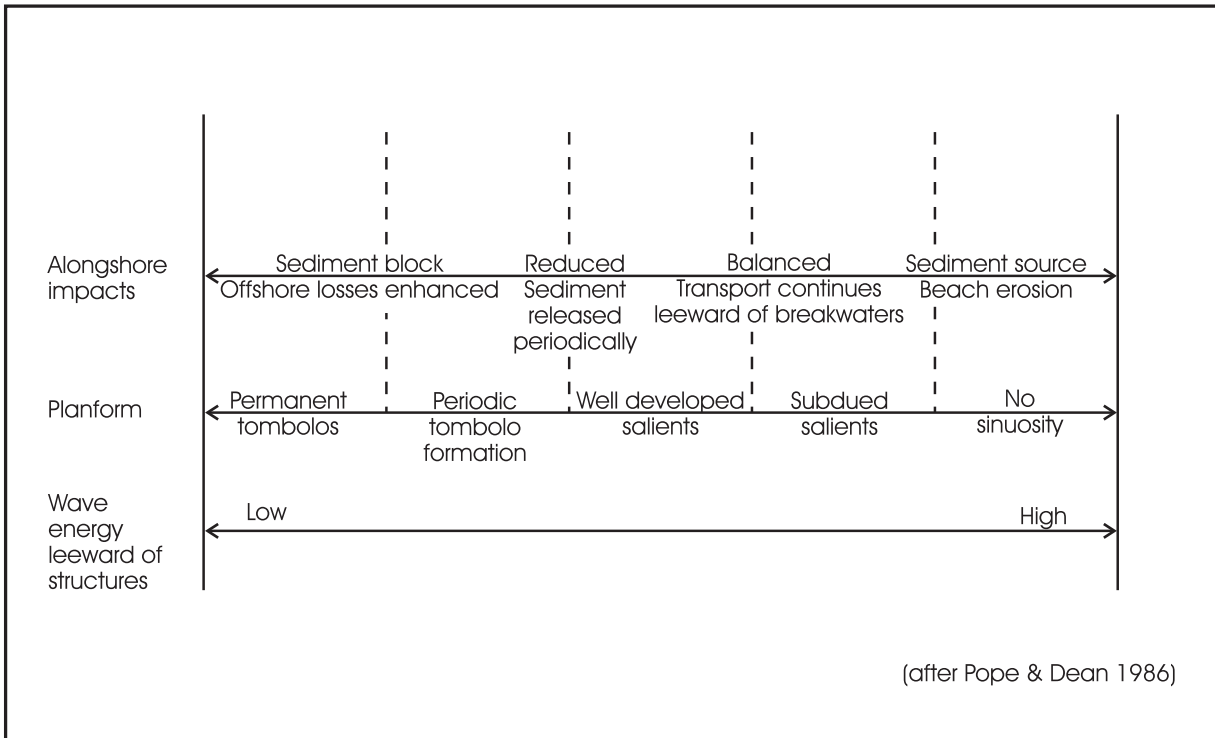 Alongshore
impacts
Sediment block
Offshore losses enhanced
Reduced
Sediment
released
periodically
Balanced
Transport continues
leeward of breakwaters
Sediment source
Beach erosion
Planform
Permanent
tombolos
Periodic
tombolo
formation
Well developed
salients
Subdued
salients
No
sinuosity
Wave
energy
leeward of
structures
Low
High
(after Pope & Dean 1986)